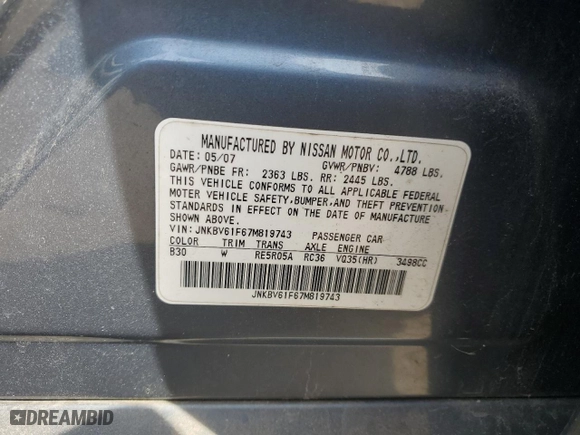 MANUFACTURED BY NISSAN MOTOR CO.,LTD.
DATE: 05/07 GVWR/PNBV: 4788 LBS.
GAWR/PNBE FR: 2363 LBS. RR: 2445 LBS.
THIS VEHICLE CONFORMS TO ALL APPLICABLE FEDERAL
MOTER VEHICLE SAFETY,BUMPER,AND THEFT PREVENTION
STANDARDS IN EFFECT ON THE DATE OF MANUFACTURE
SHOWN ABOVE.
VIN: JNKBV61F67M819743 PASSENGER CAR
COLOR TRIM TRANS AXLE ENGINE
B30 W RE5R05A RC36 VQ35(HR) 3498CC
JNKBV61F67M819743
DREAMBID